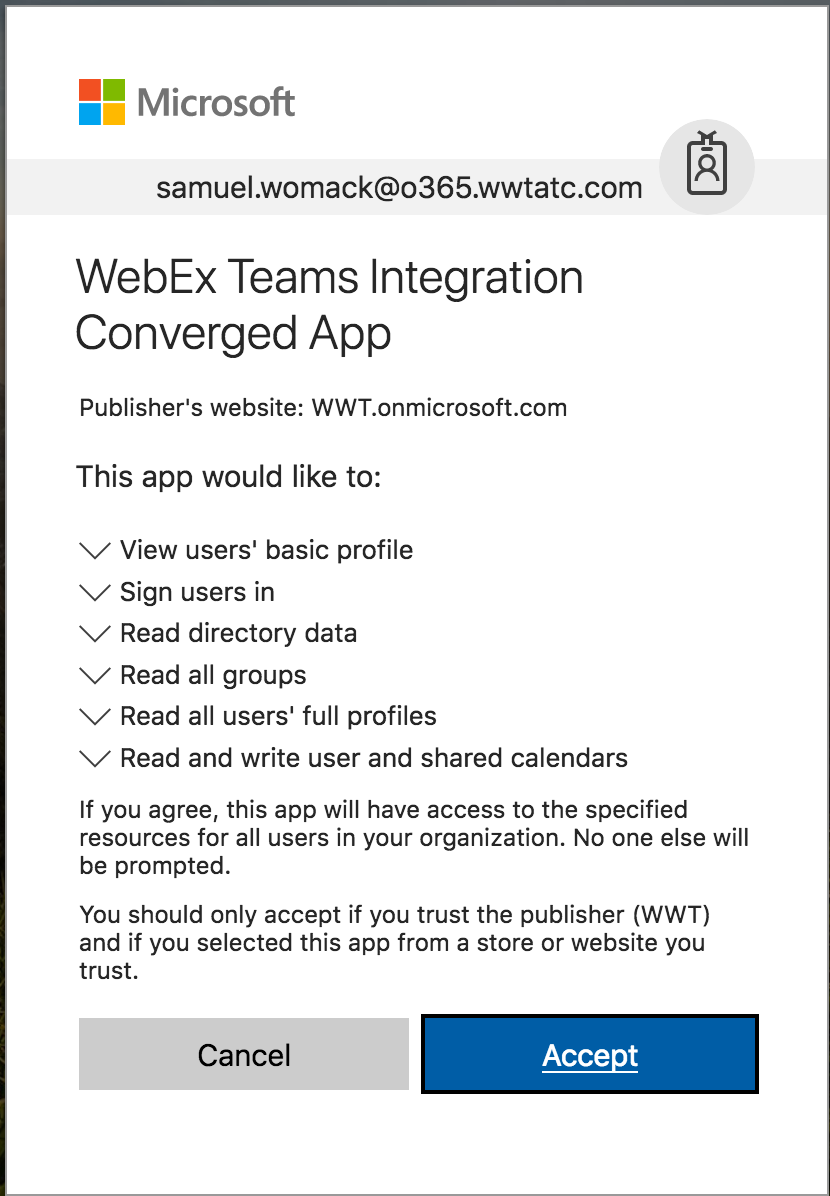 Microsoft
samuel.womack@o365.wwtatc.com
WebEx Teams Integration
Converged App
Publisher's website: WWT.onmicrosoft.com
This app would like to:
View users' basic profile
Sign users in
Read directory data
Read all groups
Read all users' full profiles
Read and write user and shared calendars
If you agree, this app will have access to the specified
resources for all users in your organization. No one else will
be prompted.
You should only accept if you trust the publisher (WWT)
and if you selected this app from a store or website you
trust.
Cancel
Accept